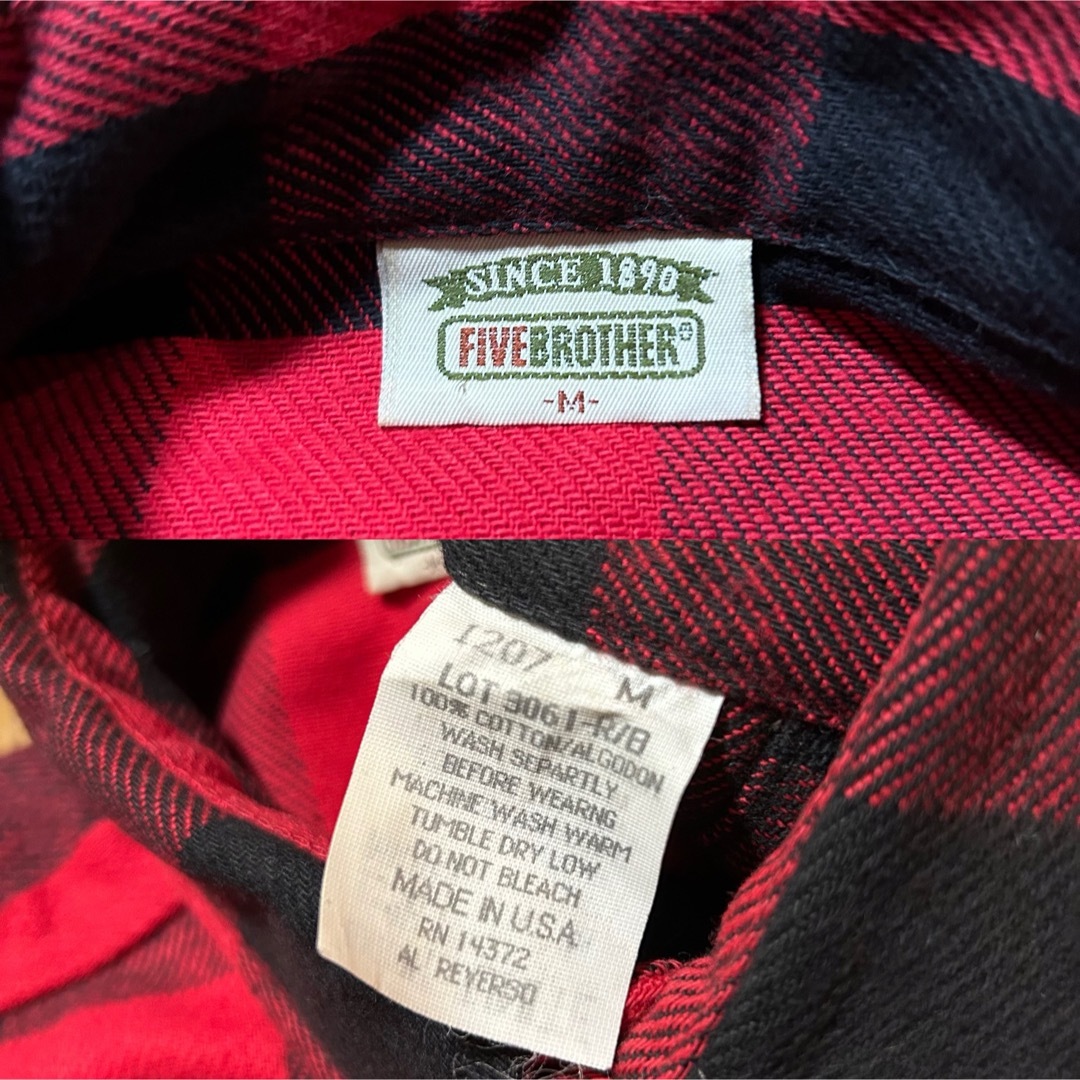 SINCE 1890
FIVEBROTHER®
-M-
1207 M
LOT 3061-R/B
100% COTTON/ALGODON
WASH SEPARTLY
BEFORE WEARNG
MACHINE WASH WARM
TUMBLE DRY LOW
DO NOT BLEACH
MADE IN U.S.A.
RN 14372
AL REVERSO